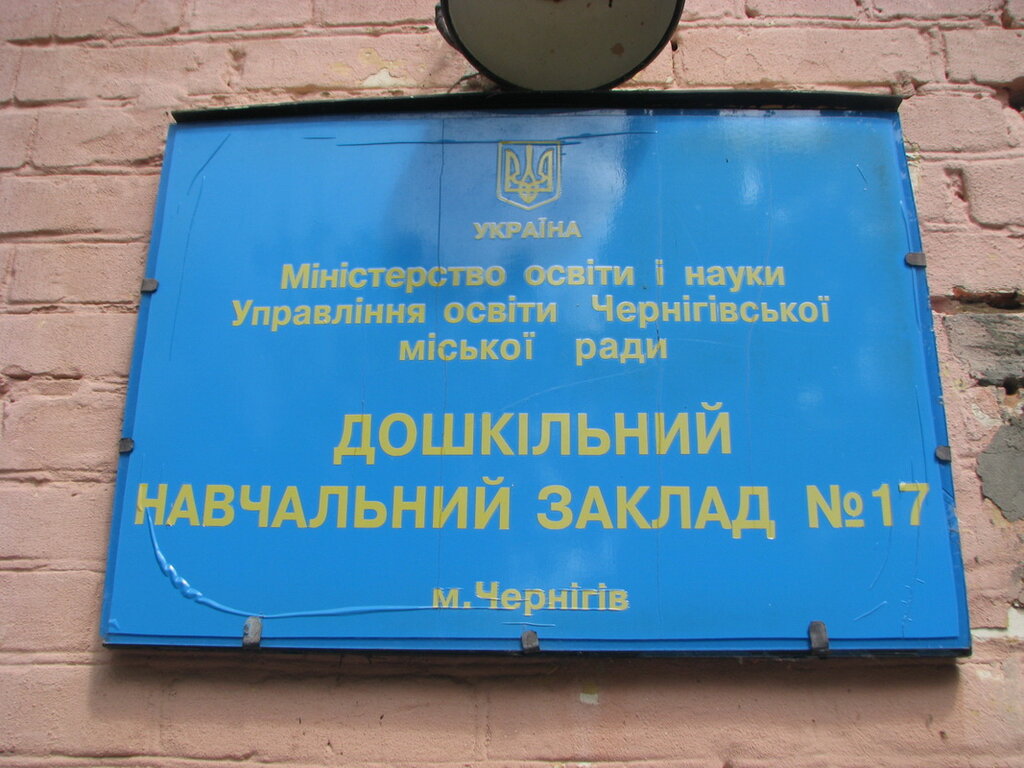 УКРАЇНА
Міністерство освіти і науки
Управління освіти Чернігівської
міської ради
ДОШКІЛЬНИЙ
НАВЧАЛЬНИЙ ЗАКЛАД №17
м.Чернігів